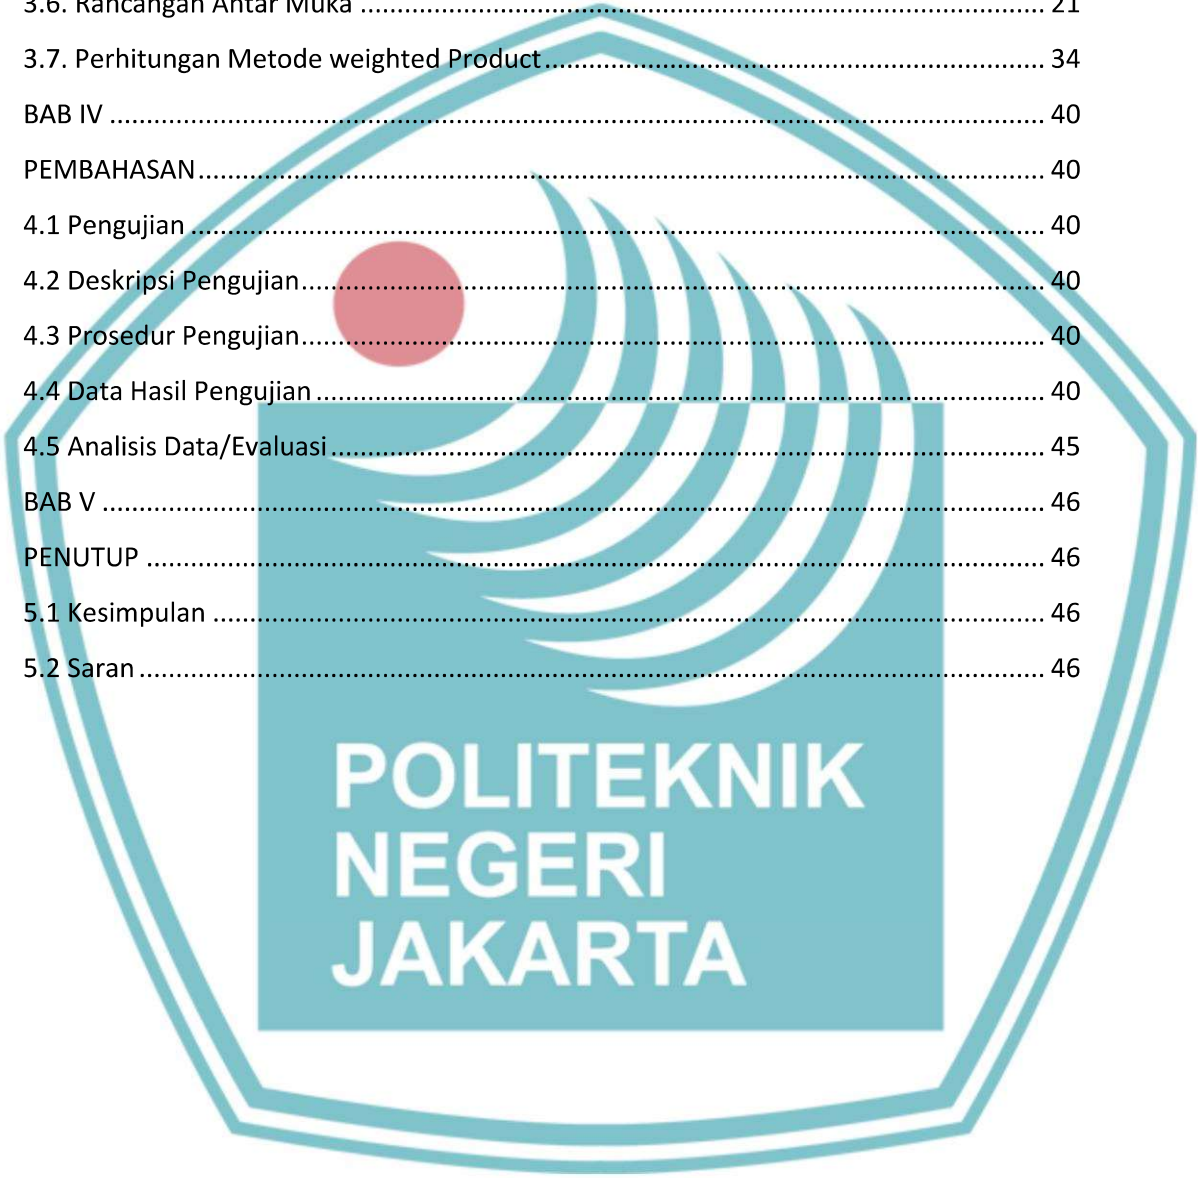 3.6. Rancangan Antar Muka ........................................................................................ 21
3.7. Perhitungan Metode weighted Product................................................................ 34
BAB IV ........................................................................................................................ 40
PEMBAHASAN............................................................................................................ 40
4.1 Pengujian .............................................................................................................. 40
4.2 Deskripsi Pengujian............................................................................................... 40
4.3 Prosedur Pengujian............................................................................................... 40
4.4 Data Hasil Pengujian ............................................................................................. 40
4.5 Analisis Data/Evaluasi........................................................................................... 45
BAB V ......................................................................................................................... 46
PENUTUP ................................................................................................................... 46
5.1 Kesimpulan ........................................................................................................... 46
5.2 Saran .................................................................................................................... 46
POLITEKNIK
NEGERI
JAKARTA